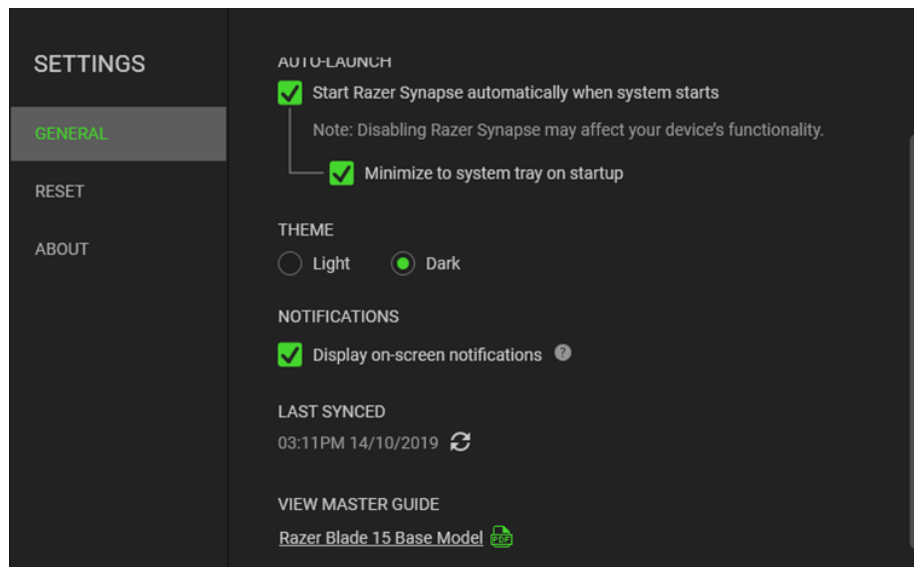 SETTINGS
GENERAL
RESET
ABOUT
AUTO-LAUNCH
Start Razer Synapse automatically when system starts
Note: Disabling Razer Synapse may affect your device's functionality.
Minimize to system tray on startup
THEME
Light Dark
NOTIFICATIONS
Display on-screen notifications ?
LAST SYNCED
03:11PM 14/10/2019
VIEW MASTER GUIDE
Razer Blade 15 Base Model PDF